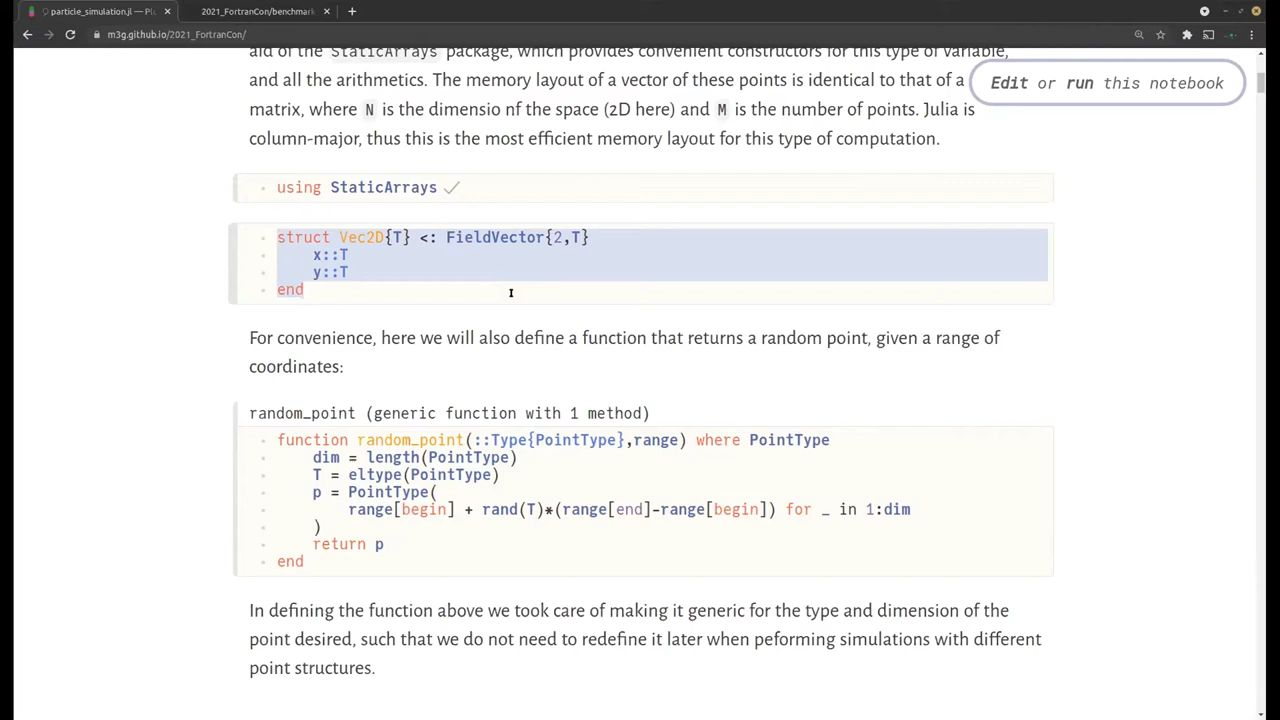 particle_simulation.jl — Plu
2021_FortranCon/benchmark
m3g.github.io/2021_FortranCon/
aid of the StaticArrays package, which provides convenient constructors for this type of variable,
and all the arithmetics. The memory layout of a vector of these points is identical to that of a
matrix, where N is the dimensio nf the space (2D here) and M is the number of points. Julia is
column-major, thus this is the most efficient memory layout for this type of computation.
Edit or run this notebook
using StaticArrays
struct Vec2D{T} <: FieldVector{2,T}
x::T
y::T
end
For convenience, here we will also define a function that returns a random point, given a range of
coordinates:
random_point (generic function with 1 method)
function random_point(::Type{PointType},range) where PointType
dim = length(PointType)
T = eltype(PointType)
p = PointType(
range[begin] + rand(T)*(range[end]-range[begin]) for _ in 1:dim
)
return p
end
In defining the function above we took care of making it generic for the type and dimension of the
point desired, such that we do not need to redefine it later when peforming simulations with different
point structures.